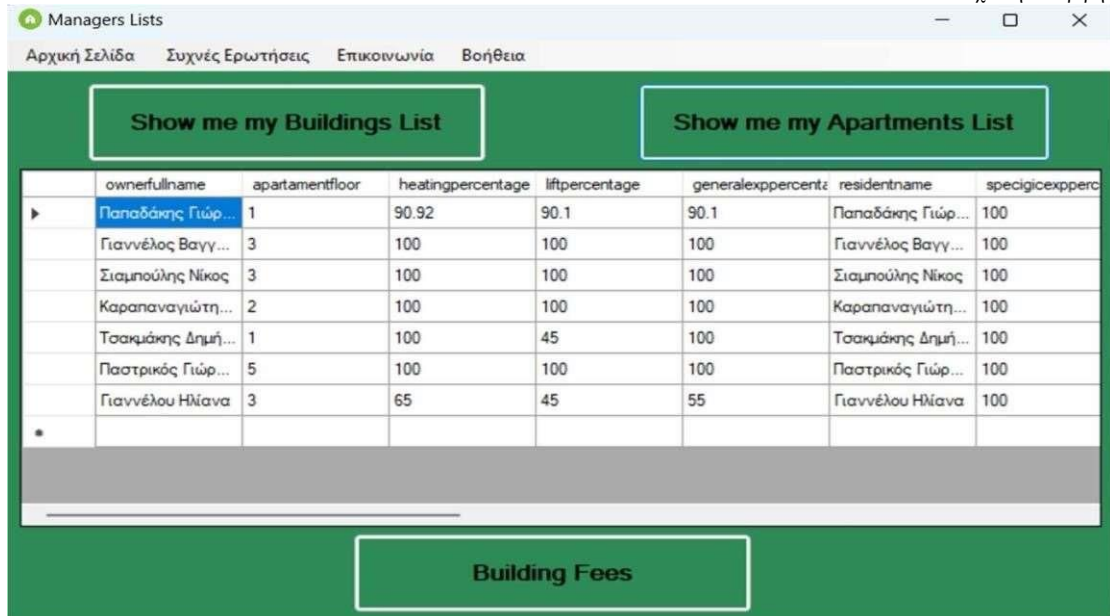 Managers Lists
Αρχική Σελίδα Συχνές Ερωτήσεις Επικοινωνία Βοήθεια
Show me my Buildings List Show me my Apartments List
ownerfullname apartamentfloor heatingpercentage liftpercentage generalexppercenta residentname specigicexpperc
Παπαδάκης Γιώρ... 1 90.92 90.1 90.1 Παπαδάκης Γιώρ... 100
Γιαννέλος Βαγγ... 3 100 100 100 Γιαννέλος Βαγγ... 100
Σιαμπούλης Νίκος 3 100 100 100 Σιαμπούλης Νίκος 100
Καραπαναγιώτη... 2 100 100 100 Καραπαναγιώτη... 100
Τσακμάκης Δημή... 1 100 45 100 Τσακμάκης Δημή... 100
Παστρικός Γιώρ... 5 100 100 100 Παστρικός Γιώρ... 100
Γιαννέλου Ηλίανα 3 65 45 55 Γιαννέλου Ηλίανα 100
Building Fees